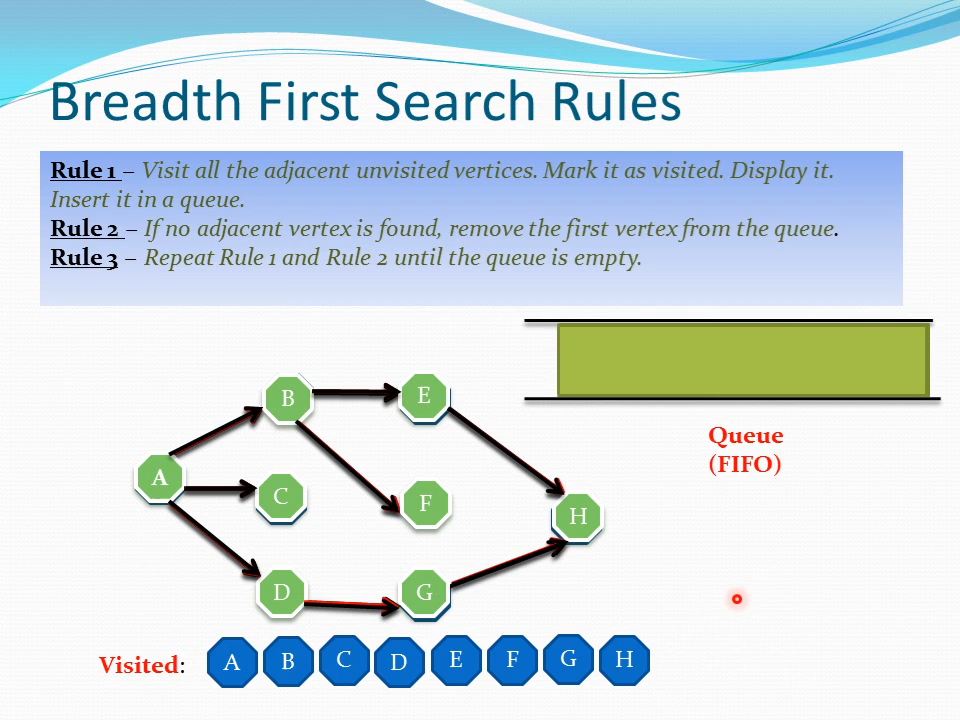 Breadth First Search Rules
Rule 1 – Visit all the adjacent unvisited vertices. Mark it as visited. Display it.
Insert it in a queue.
Rule 2 – If no adjacent vertex is found, remove the first vertex from the queue.
Rule 3 – Repeat Rule 1 and Rule 2 until the queue is empty.
Queue
(FIFO)
B
E
A
C
F
H
D
G
Visited: A B C D E F G H